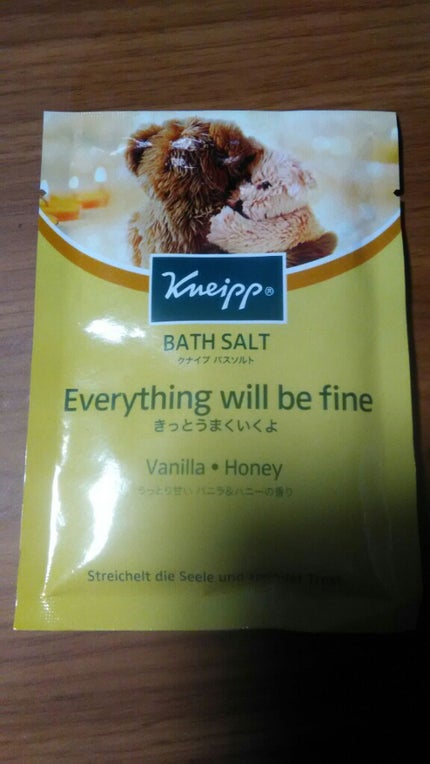 Kneipp®
BATH SALT
クナイプ バスソルト
Everything will be fine
きっとうまくいくよ
Vanilla • Honey
うっとり甘い バニラ&ハニーの香り
Streichelt die Seele und spendet Trost